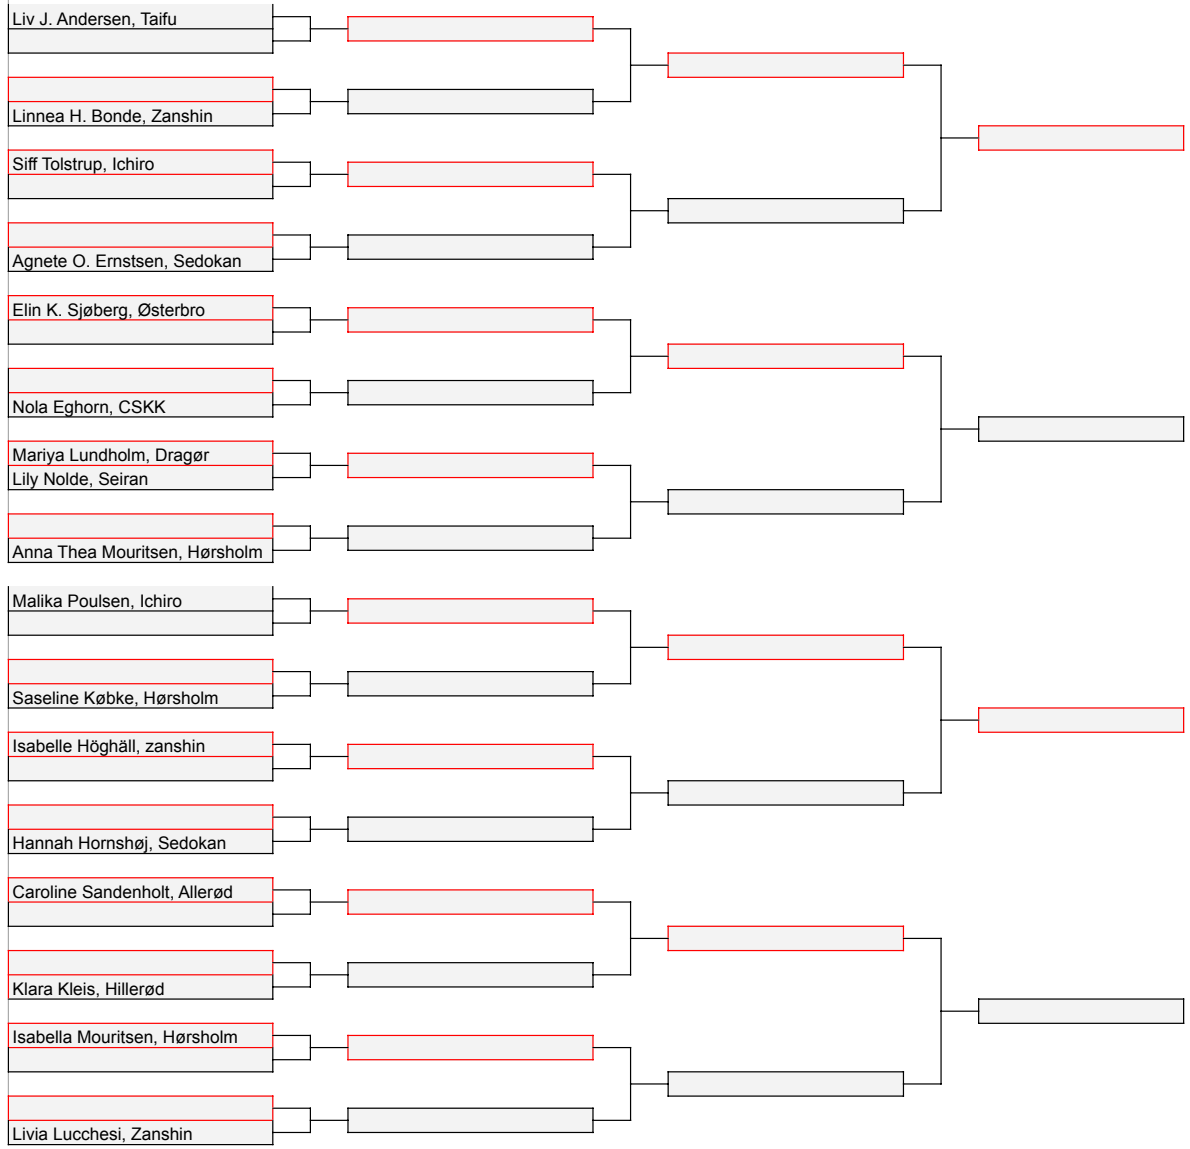 Liv J. Andersen, Taifu
Linnea H. Bonde, Zanshin
Siff Tolstrup, Ichiro
Agnete O. Ernstsen, Sedokan
Elin K. Sjøberg, Østerbro
Nola Eghorn, CSKK
Mariya Lundholm, Dragør
Lily Nolde, Seiran
Anna Thea Mouritsen, Hørsholm
Malika Poulsen, Ichiro
Saseline Købke, Hørsholm
Isabelle Höghäll, zanshin
Hannah Hornshøj, Sedokan
Caroline Sandenholt, Allerød
Klara Kleis, Hillerød
Isabella Mouritsen, Hørsholm
Livia Lucchesi, Zanshin